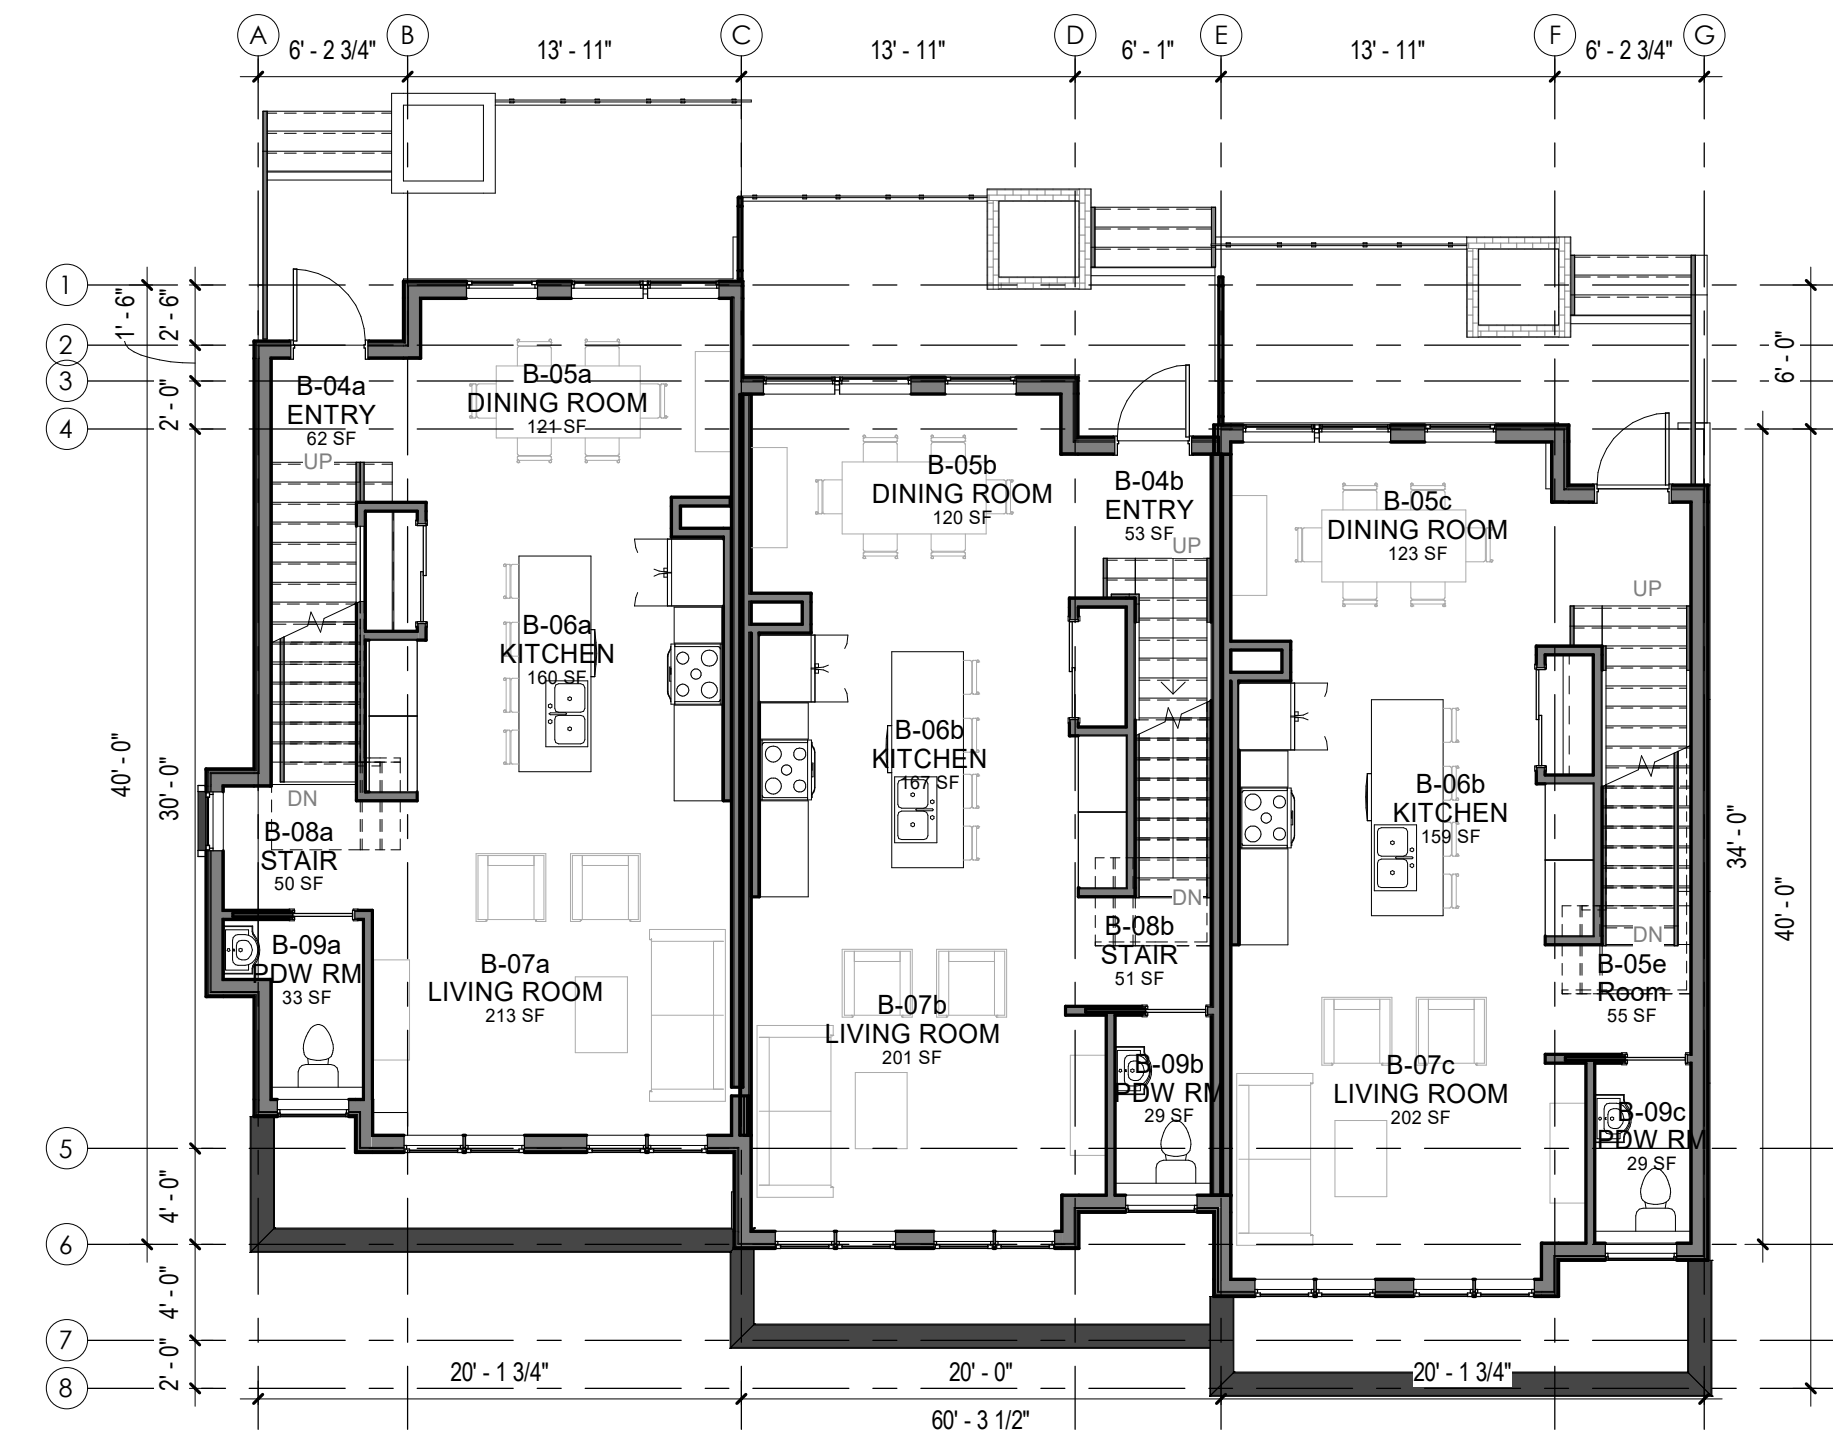 A
B
C
D
E
F
G
6' - 2 3/4"
13' - 11"
13' - 11"
6' - 1"
13' - 11"
6' - 2 3/4"
1
2
3
4
5
6
7
8
1' - 6"
2' - 6"
2' - 0"
40' - 0"
30' - 0"
4' - 0"
4' - 0"
2' - 0"
6' - 0"
34' - 0"
40' - 0"
B-04a
ENTRY
62 SF
UP
B-05a
DINING ROOM
121 SF
B-06a
KITCHEN
160 SF
DN
B-08a
STAIR
50 SF
B-09a
PDW RM
33 SF
B-07a
LIVING ROOM
213 SF
B-05b
DINING ROOM
120 SF
B-04b
ENTRY
53 SF
UP
B-06b
KITCHEN
167 SF
DN
B-08b
STAIR
51 SF
B-07b
LIVING ROOM
201 SF
B-09b
PDW RM
29 SF
B-05c
DINING ROOM
123 SF
UP
B-06b
KITCHEN
159 SF
DN
B-05e
Room
55 SF
B-07c
LIVING ROOM
202 SF
B-09c
PDW RM
29 SF
20' - 1 3/4"
20' - 0"
20' - 1 3/4"
60' - 3 1/2"